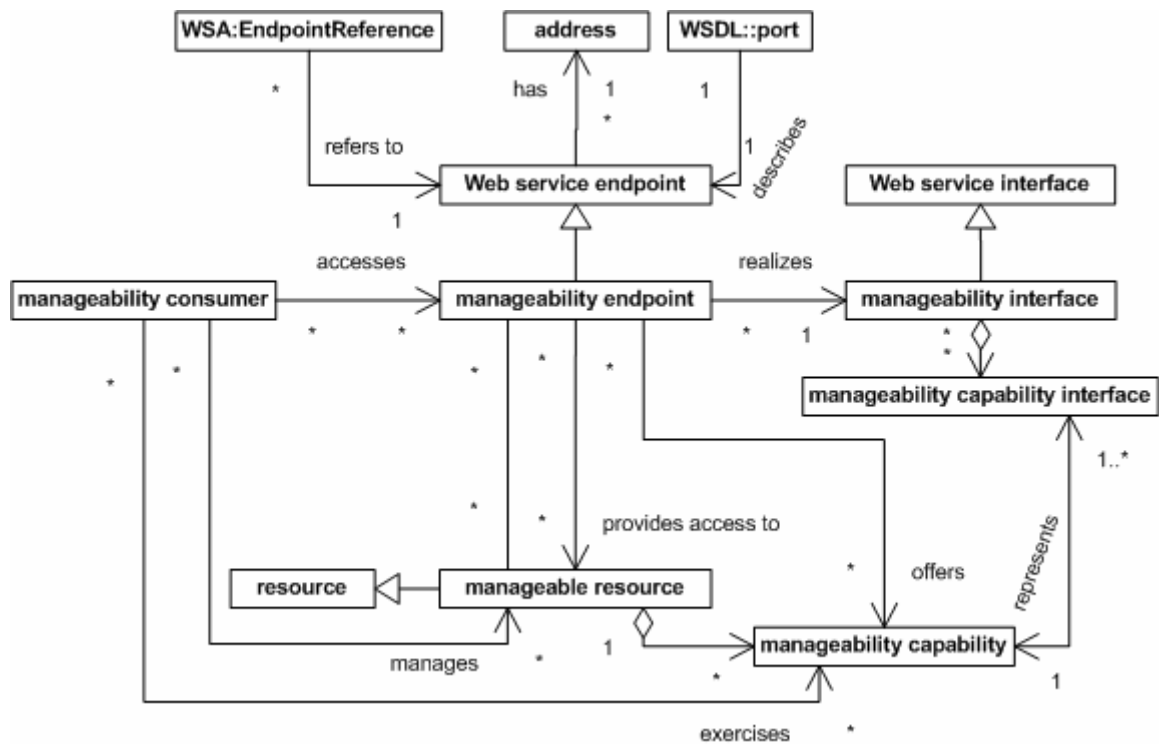 WSA:EndpointReference
address
WSDL::port
*
has
1
1
*
refers to
1
describes
Web service endpoint
Web service interface
1
accesses
realizes
manageability consumer
manageability endpoint
manageability interface
*
*
*
1
*
*
*
*
*
*
*
manageability capability interface
1..*
*
*
provides access to
represents
*
offers
resource
manageable resource
1
manageability capability
manages
*
*
1
exercises
*